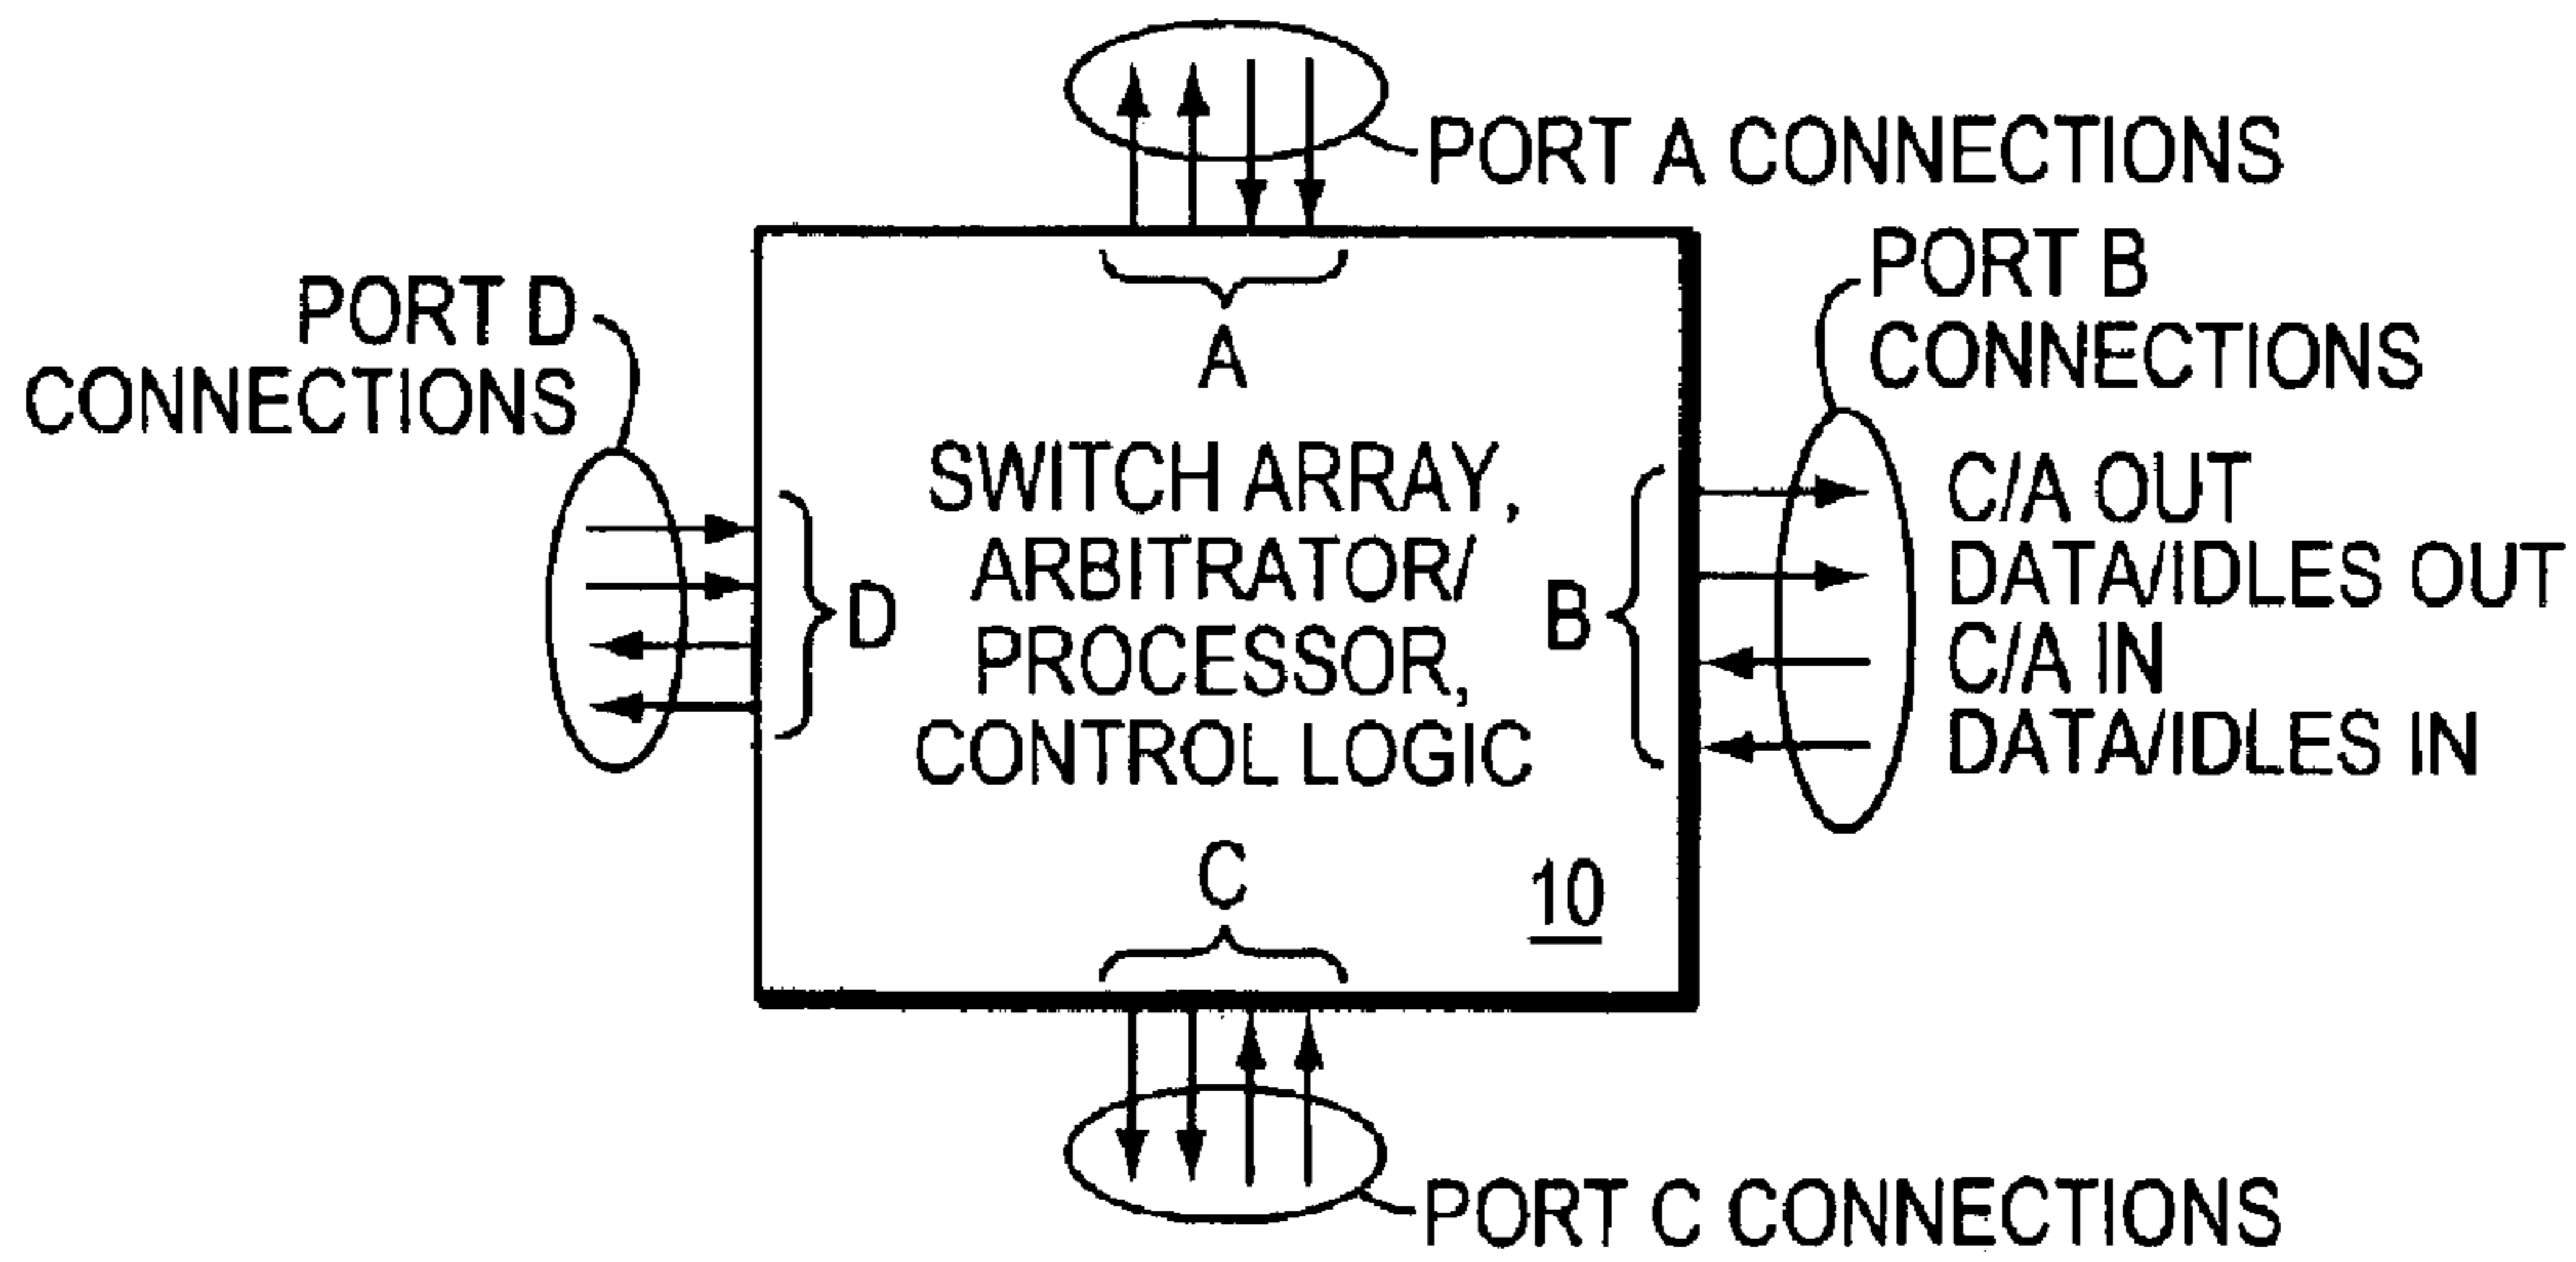 PORT A CONNECTIONS
PORT D
CONNECTIONS
A
PORT B
CONNECTIONS
SWITCH ARRAY,
ARBITRATOR/
PROCESSOR,
CONTROL LOGIC
D
B
C/A OUT
DATA/IDLES OUT
C/A IN
DATA/IDLES IN
C
10
PORT C CONNECTIONS